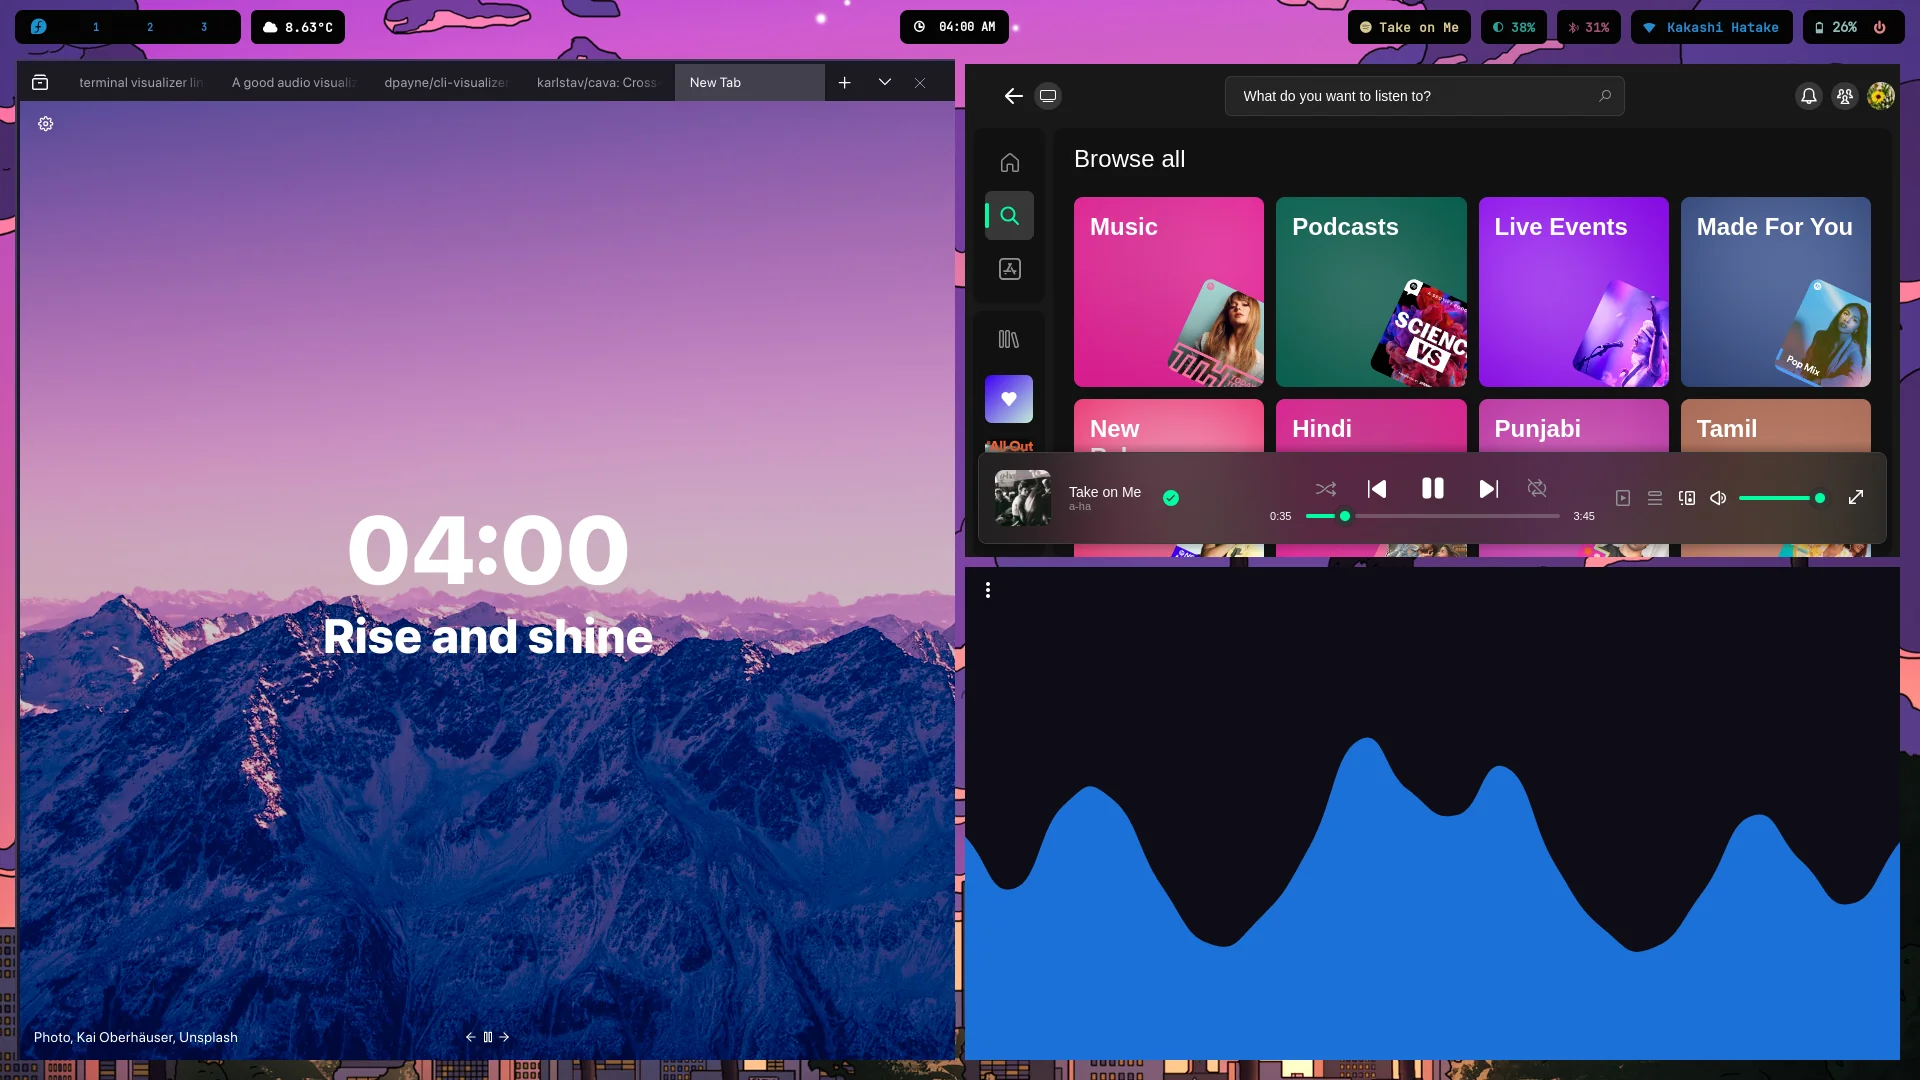 1 2 3
8.63°C
04:00 AM
Take on Me
38%
31%
Kakashi Hatake
26%
terminal visualizer lin
A good audio visualiz
dpayne/cli-visualizer
karlstav/cava: Cross-
New Tab
04:00
Rise and shine
Photo, Kai Oberhäuser, Unsplash
What do you want to listen to?
Browse all
Music
Podcasts
Live Events
Made For You
SCIENC
VS
Pop Mix
New
Hindi
Punjabi
Tamil
All Out
Take on Me
a-ha
0:35
3:45